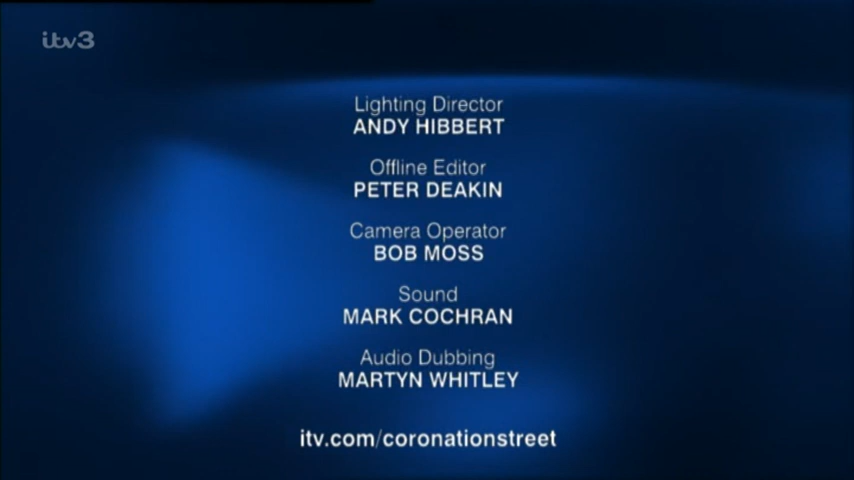 itv3
Lighting Director
ANDY HIBBERT
Offline Editor
PETER DEAKIN
Camera Operator
BOB MOSS
Sound
MARK COCHRAN
Audio Dubbing
MARTYN WHITLEY
itv.com/coronationstreet